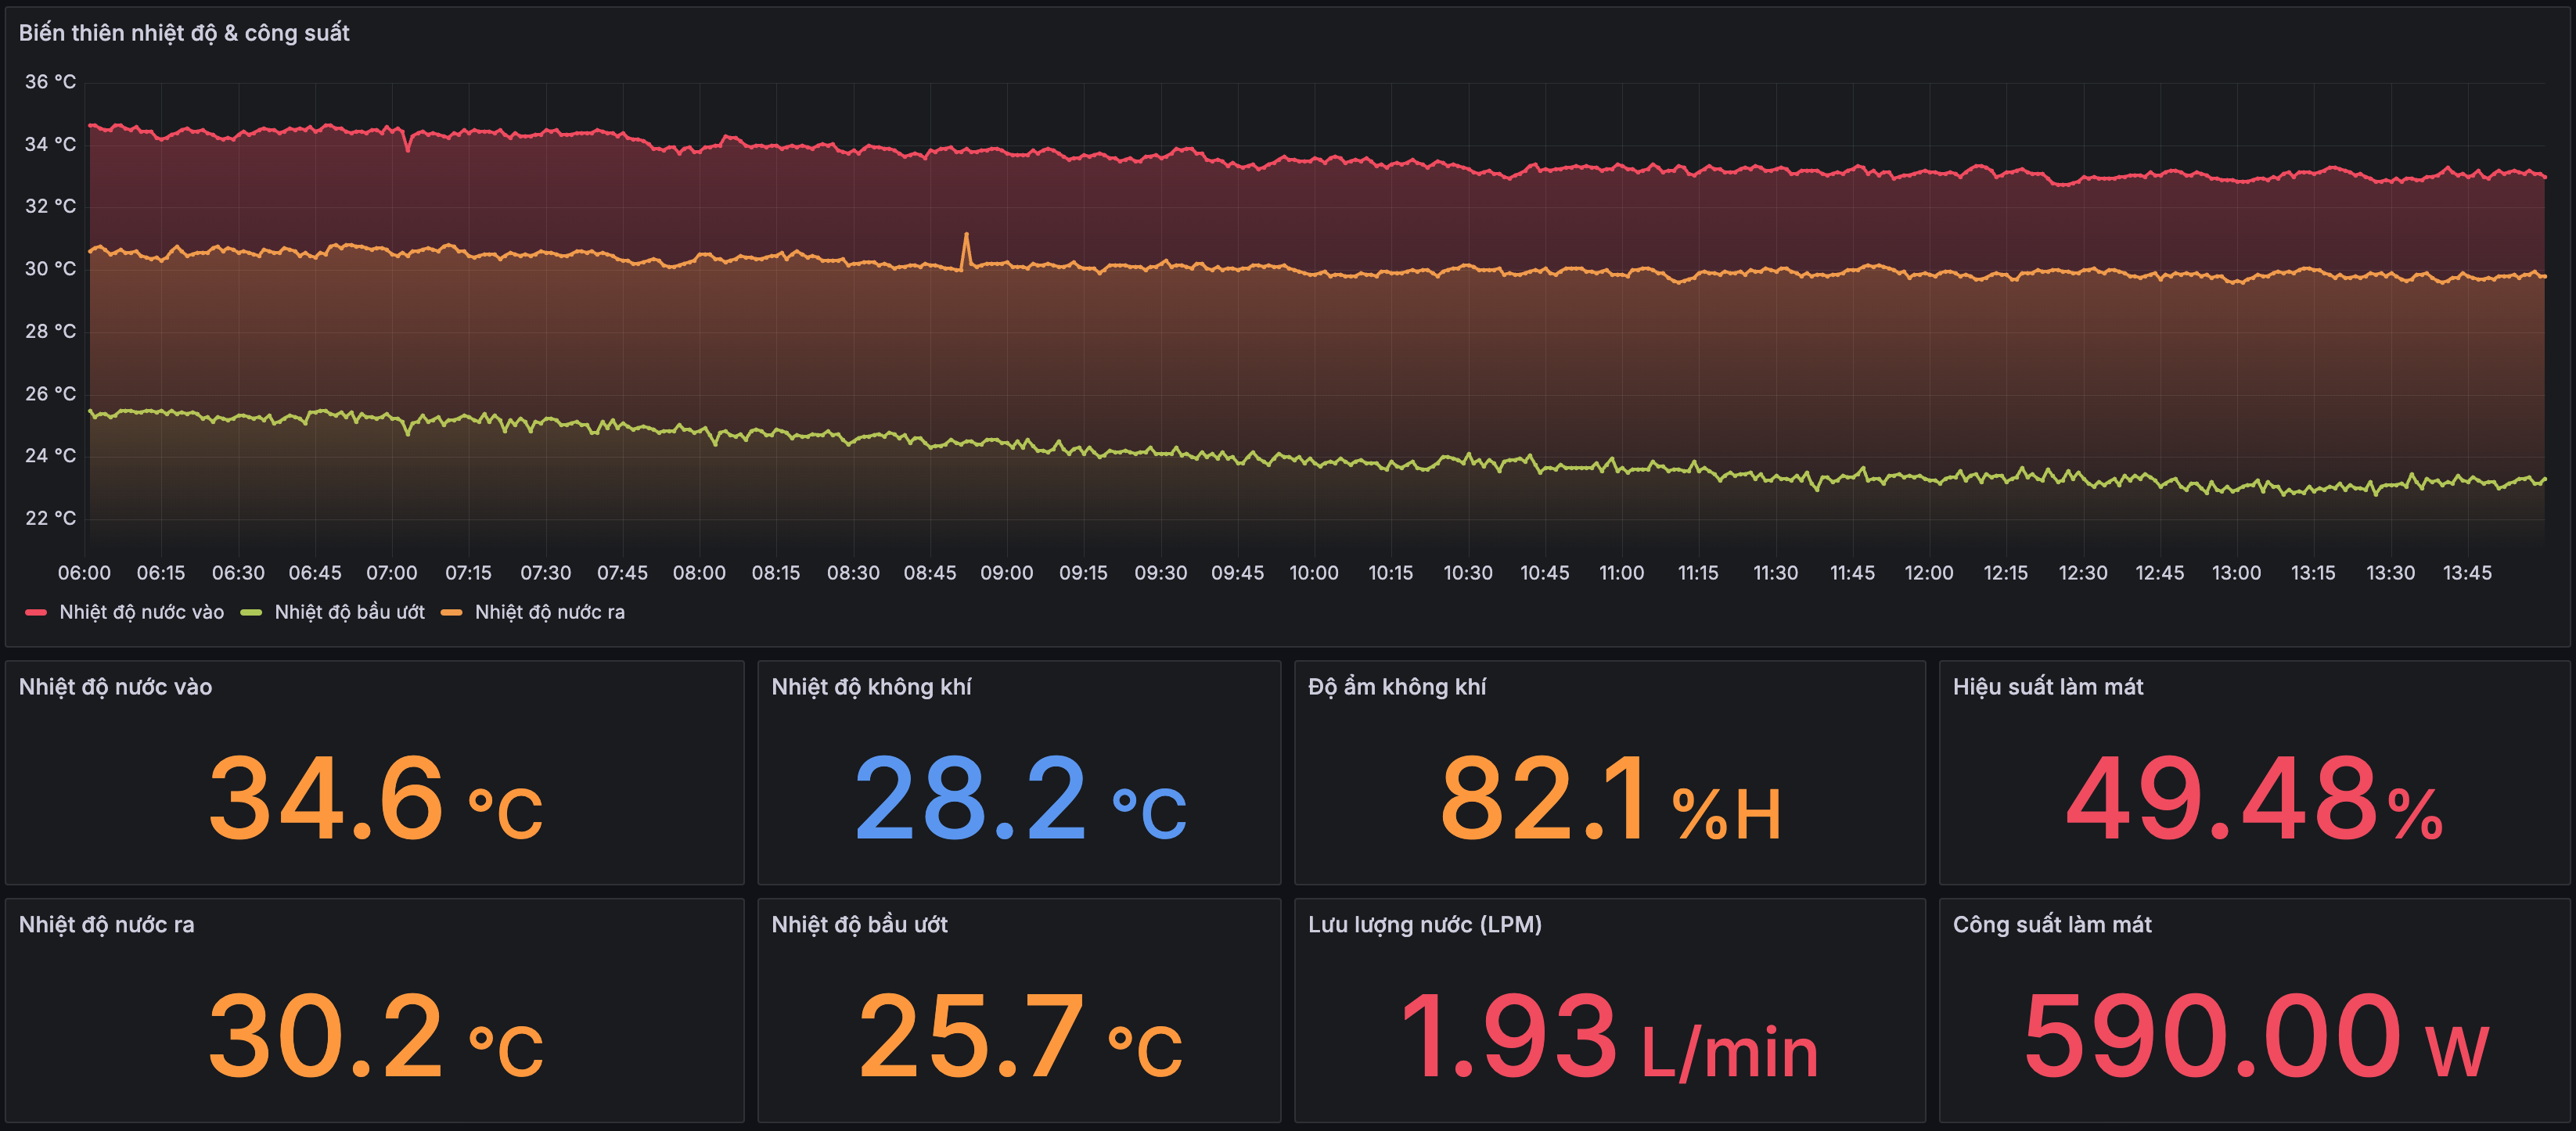 Biến thiên nhiệt độ & công suất
36 °C
34 °C
32 °C
30 °C
28 °C
26 °C
24 °C
22 °C
06:00 06:15 06:30 06:45 07:00 07:15 07:30 07:45 08:00 08:15 08:30 08:45 09:00 09:15 09:30 09:45 10:00 10:15 10:30 10:45 11:00 11:15 11:30 11:45 12:00 12:15 12:30 12:45 13:00 13:15 13:30 13:45
Nhiệt độ nước vào Nhiệt độ bầu ướt Nhiệt độ nước ra
Nhiệt độ nước vào
34.6 °C
Nhiệt độ không khí
28.2 °C
Độ ẩm không khí
82.1 %H
Hiệu suất làm mát
49.48%
Nhiệt độ nước ra
30.2 °C
Nhiệt độ bầu ướt
25.7 °C
Lưu lượng nước (LPM)
1.93 L/min
Công suất làm mát
590.00 W